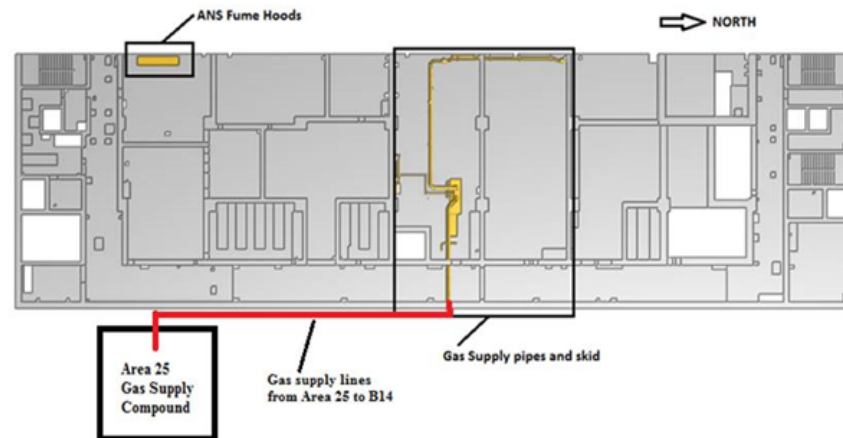 ANS Fume Hoods
NORTH
Gas Supply pipes and skid
Gas supply lines
from Area 25 to B14
Area 25
Gas Supply
Compound